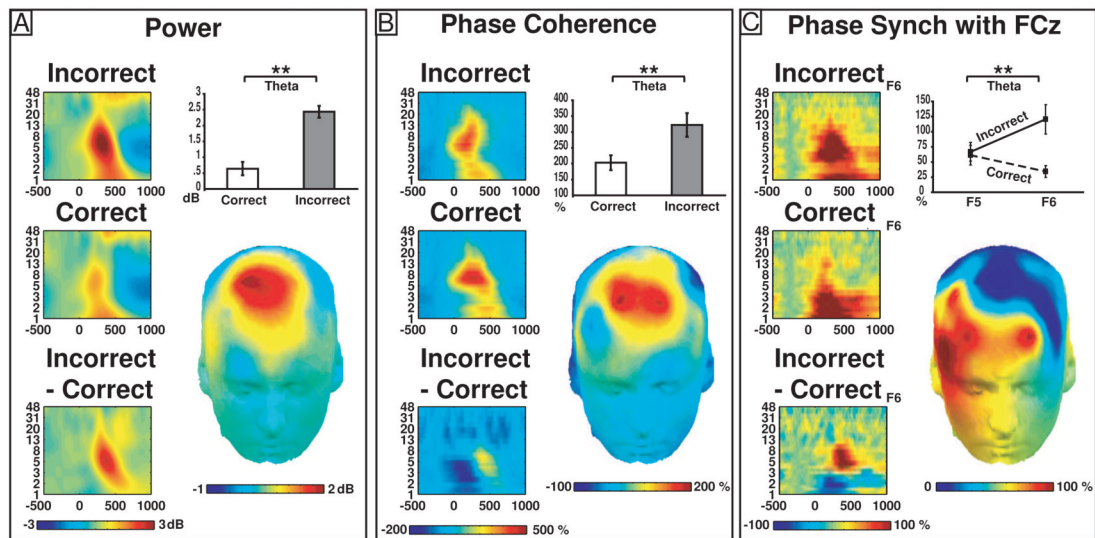 A
Power
Incorrect
48
31
20
13
8
5
3
2
1
-500 0 500 1000
**
Theta
3
2.5
2
1.5
1
.5
0
dB
Correct Incorrect
Correct
48
31
20
13
8
5
3
2
1
-500 0 500 1000
Incorrect
- Correct
48
31
20
13
8
5
3
2
1
-500 0 500 1000
-1 2 dB
-3 3dB
B
Phase Coherence
Incorrect
48
31
20
13
8
5
3
2
1
-500 0 500 1000
**
Theta
400
350
300
250
200
150
100
%
Correct Incorrect
Correct
48
31
20
13
8
5
3
2
1
-500 0 500 1000
Incorrect
- Correct
48
31
20
13
8
5
3
2
1
-500 0 500 1000
-100 200 %
-200 500 %
C
Phase Synch with FCz
Incorrect F6
48
31
20
13
8
5
3
2
1
-500 0 500 1000
**
Theta
150
125
100
75
50
25
0
%
Incorrect
Correct
F5 F6
Correct F6
48
31
20
13
8
5
3
2
1
-500 0 500 1000
Incorrect
- Correct F6
48
31
20
13
8
5
3
2
1
-500 0 500 1000
0 100 %
-100 100 %